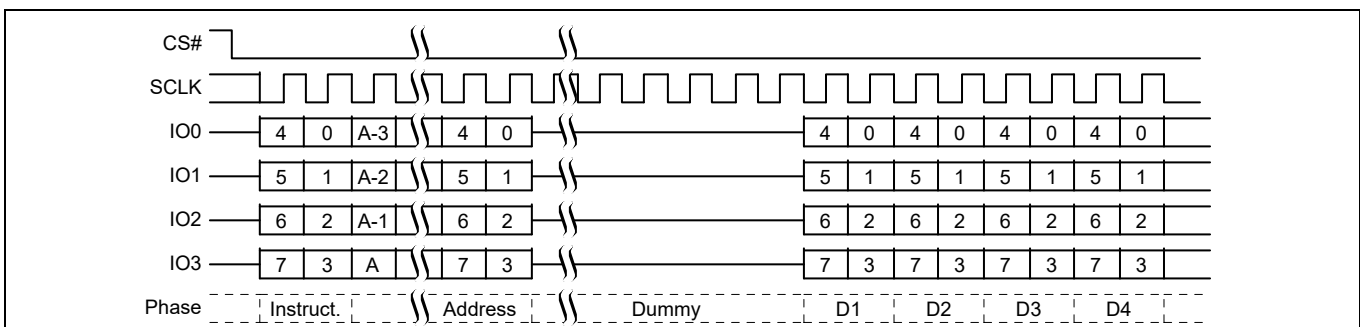 CS#
SCLK
IO0 4 0 A-3 4 0 4 0 4 0 4 0 4 0
IO1 5 1 A-2 5 1 5 1 5 1 5 1 5 1
IO2 6 2 A-1 6 2 6 2 6 2 6 2 6 2
IO3 7 3 A 7 3 7 3 7 3 7 3 7 3
Phase Instruct. Address Dummy D1 D2 D3 D4